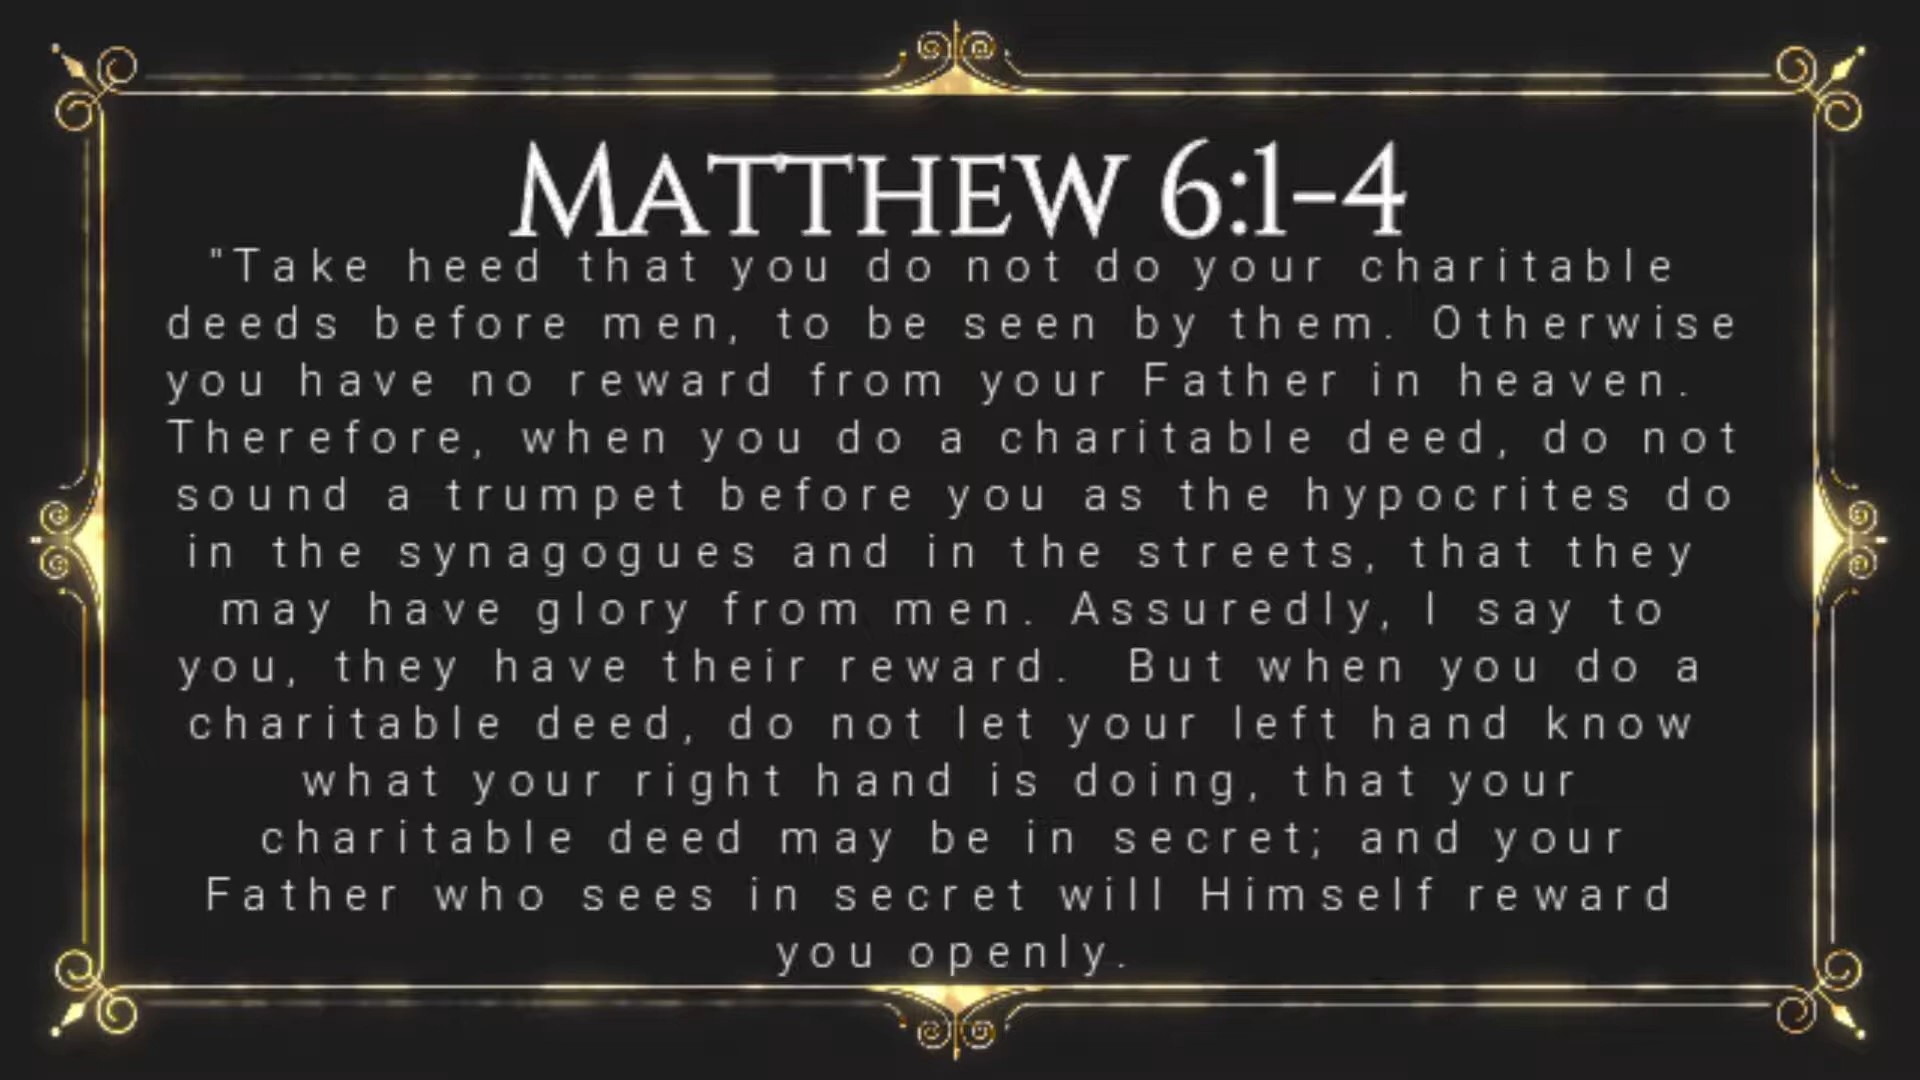 MATTHEW 6:1-4
"Take heed that you do not do your charitable
deeds before men, to be seen by them. Otherwise
you have no reward from your Father in heaven.
Therefore, when you do a charitable deed, do not
sound a trumpet before you as the hypocrites do
in the synagogues and in the streets, that they
may have glory from men. Assuredly, I say to
you, they have their reward. But when you do a
charitable deed, do not let your left hand know
what your right hand is doing, that your
charitable deed may be in secret; and your
Father who sees in secret will Himself reward
you openly.